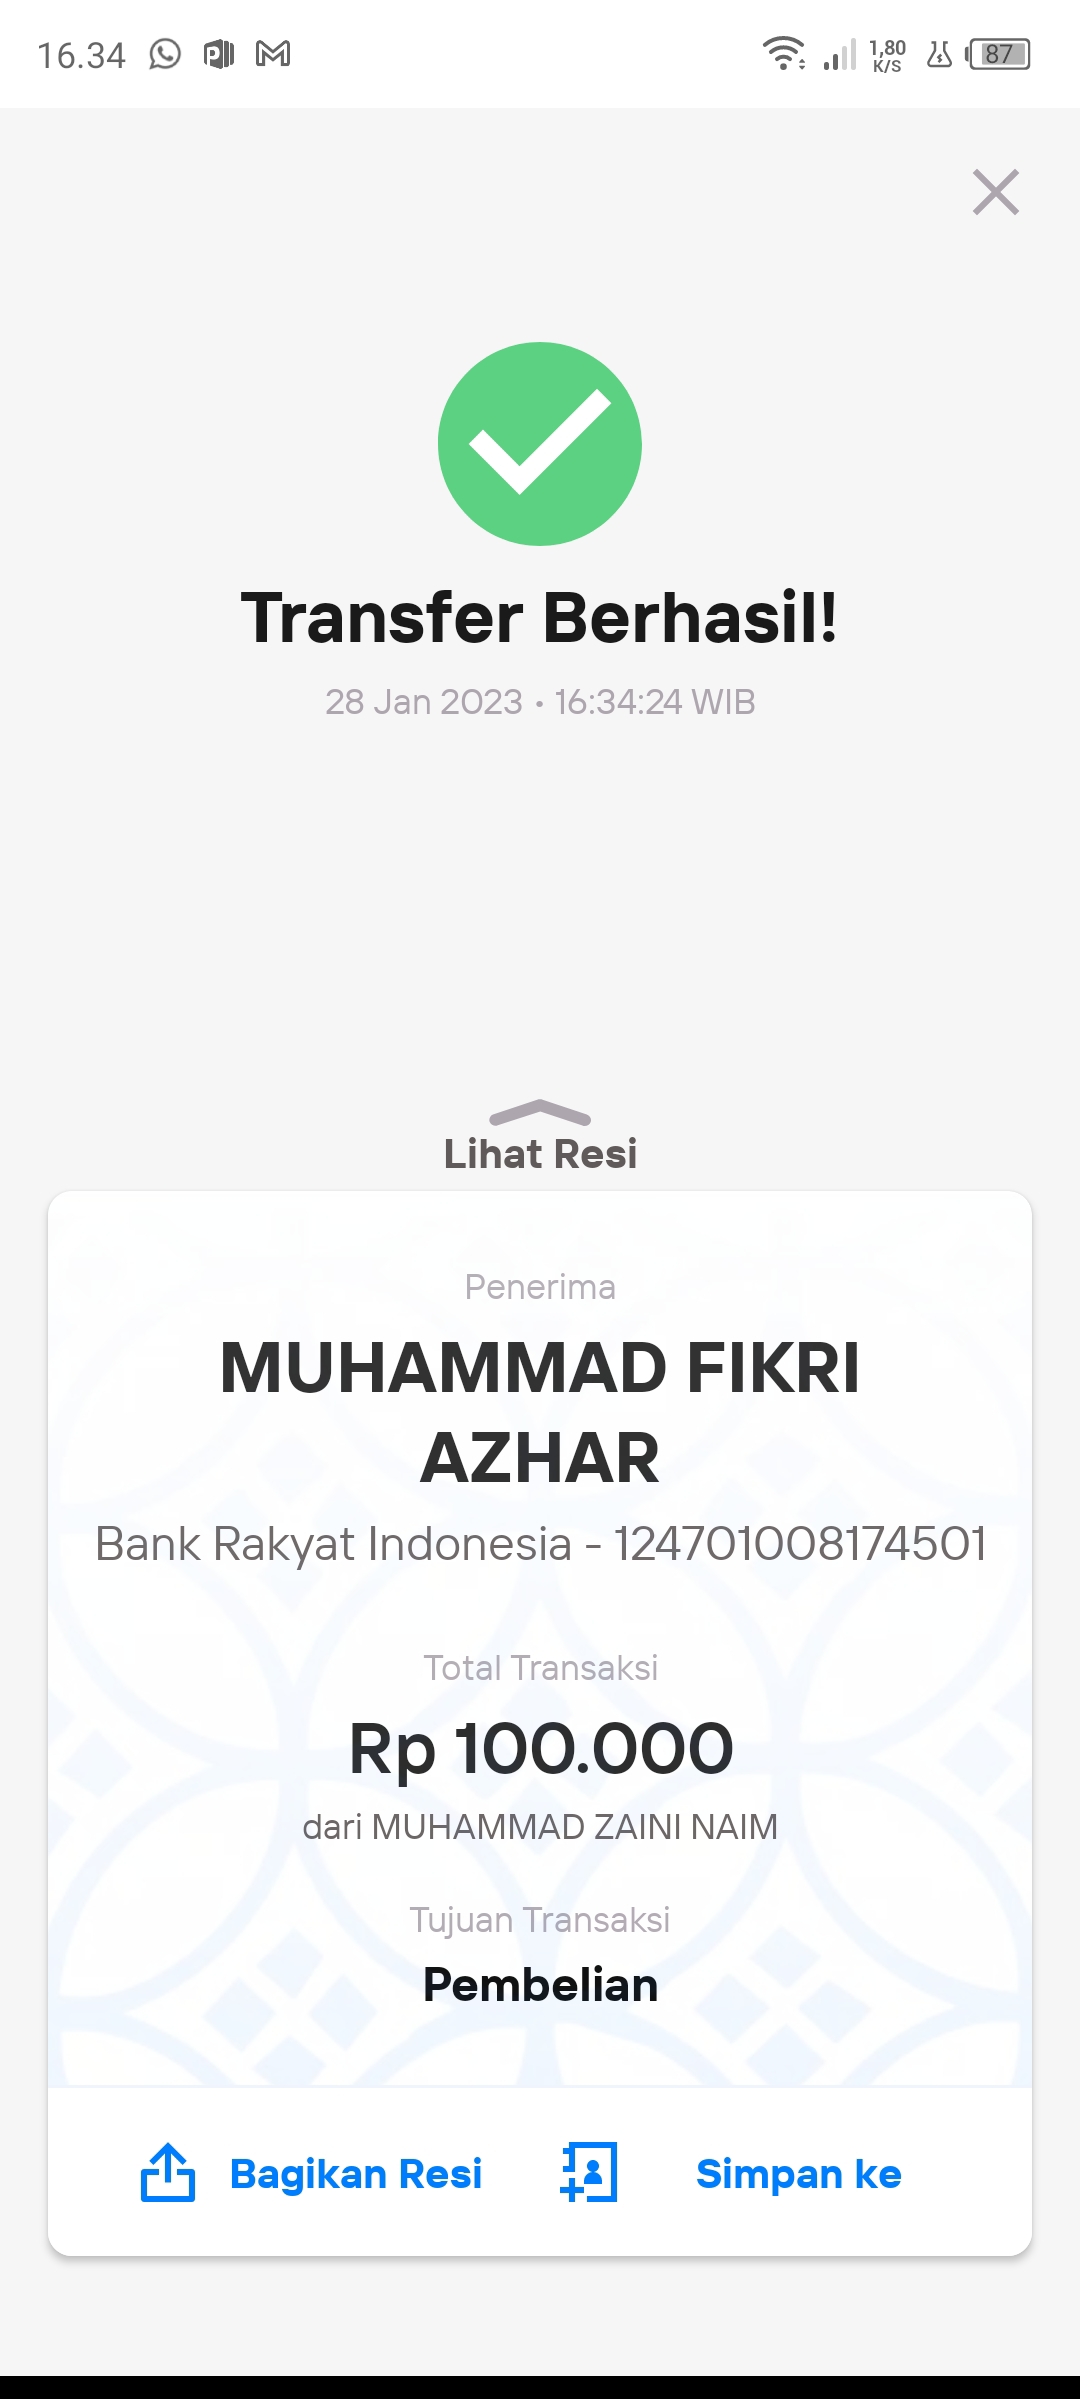 16.34
1,80
K/S
87
Transfer Berhasil!
28 Jan 2023 • 16:34:24 WIB
Lihat Resi
Penerima
MUHAMMAD FIKRI
AZHAR
Bank Rakyat Indonesia - 124701008174501
Total Transaksi
Rp 100.000
dari MUHAMMAD ZAINI NAIM
Tujuan Transaksi
Pembelian
Bagikan Resi
Simpan ke